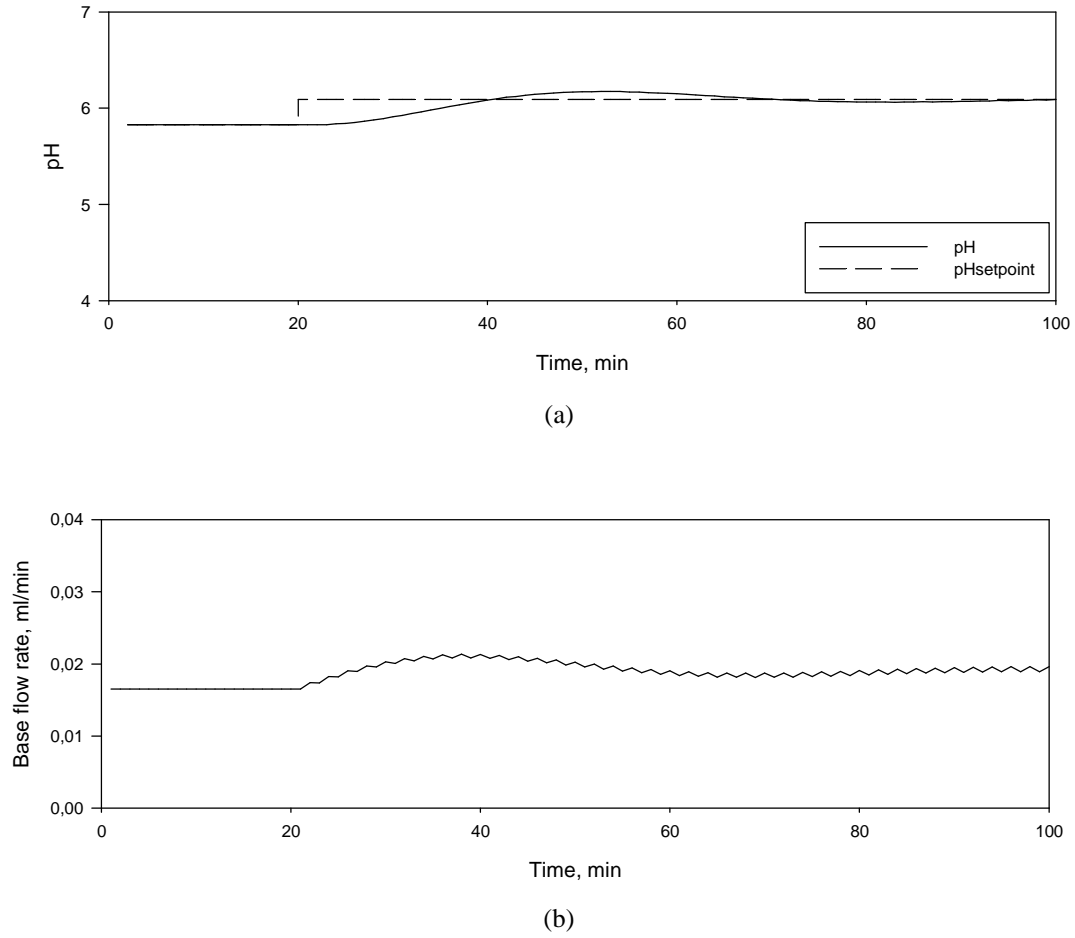 7
6
5
4
pH
pH
pHsetpoint
0 20 40 60 80 100
Time, min
(a)
0,04
0,03
0,02
0,01
0,00
Base flow rate, ml/min
0 20 40 60 80 100
Time, min
(b)